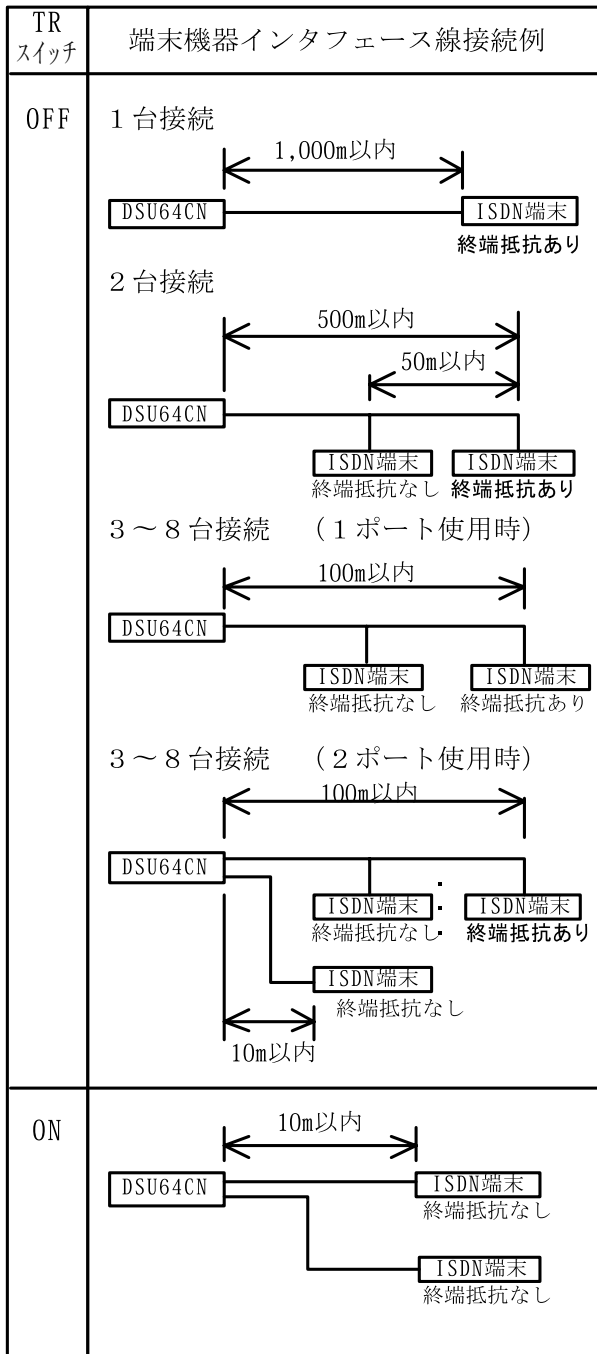 TR
スイッチ
端末機器インタフェース線接続例
OFF
１台接続
1,000m以内
DSU64CN
ISDN端末
終端抵抗あり
２台接続
500m以内
50m以内
DSU64CN
ISDN端末
ISDN端末
終端抵抗なし
終端抵抗あり
３～８台接続　（１ポート使用時）
100m以内
DSU64CN
ISDN端末
ISDN端末
終端抵抗なし
終端抵抗あり
３～８台接続　（２ポート使用時）
100m以内
DSU64CN
ISDN端末
ISDN端末
終端抵抗なし
終端抵抗あり
ISDN端末
終端抵抗なし
10m以内
ON
10m以内
DSU64CN
ISDN端末
終端抵抗なし
ISDN端末
終端抵抗なし